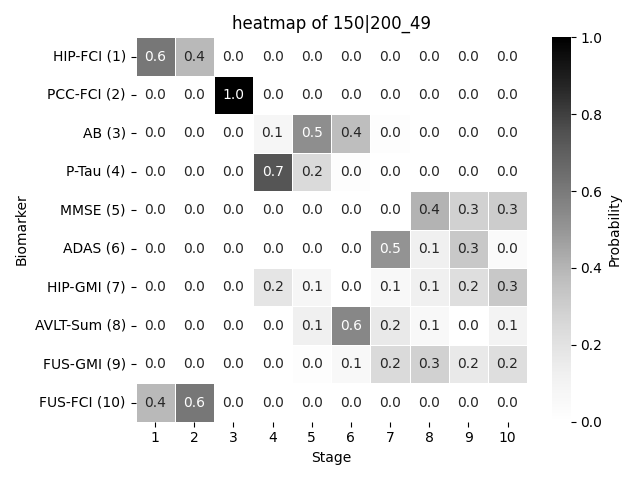 heatmap of 150|200_49
HIP-FCI (1) 0.6 0.4 0.0 0.0 0.0 0.0 0.0 0.0 0.0 0.0
PCC-FCI (2) 0.0 0.0 1.0 0.0 0.0 0.0 0.0 0.0 0.0 0.0
AB (3) 0.0 0.0 0.0 0.1 0.5 0.4 0.0 0.0 0.0 0.0
P-Tau (4) 0.0 0.0 0.0 0.7 0.2 0.0 0.0 0.0 0.0 0.0
MMSE (5) 0.0 0.0 0.0 0.0 0.0 0.0 0.0 0.4 0.3 0.3
ADAS (6) 0.0 0.0 0.0 0.0 0.0 0.0 0.5 0.1 0.3 0.0
HIP-GMI (7) 0.0 0.0 0.0 0.2 0.1 0.0 0.1 0.1 0.2 0.3
AVLT-Sum (8) 0.0 0.0 0.0 0.0 0.1 0.6 0.2 0.1 0.0 0.1
FUS-GMI (9) 0.0 0.0 0.0 0.0 0.0 0.1 0.2 0.3 0.2 0.2
FUS-FCI (10) 0.4 0.6 0.0 0.0 0.0 0.0 0.0 0.0 0.0 0.0
1 2 3 4 5 6 7 8 9 10
Stage
Biomarker
1.0
0.8
0.6
0.4
0.2
0.0
Probability